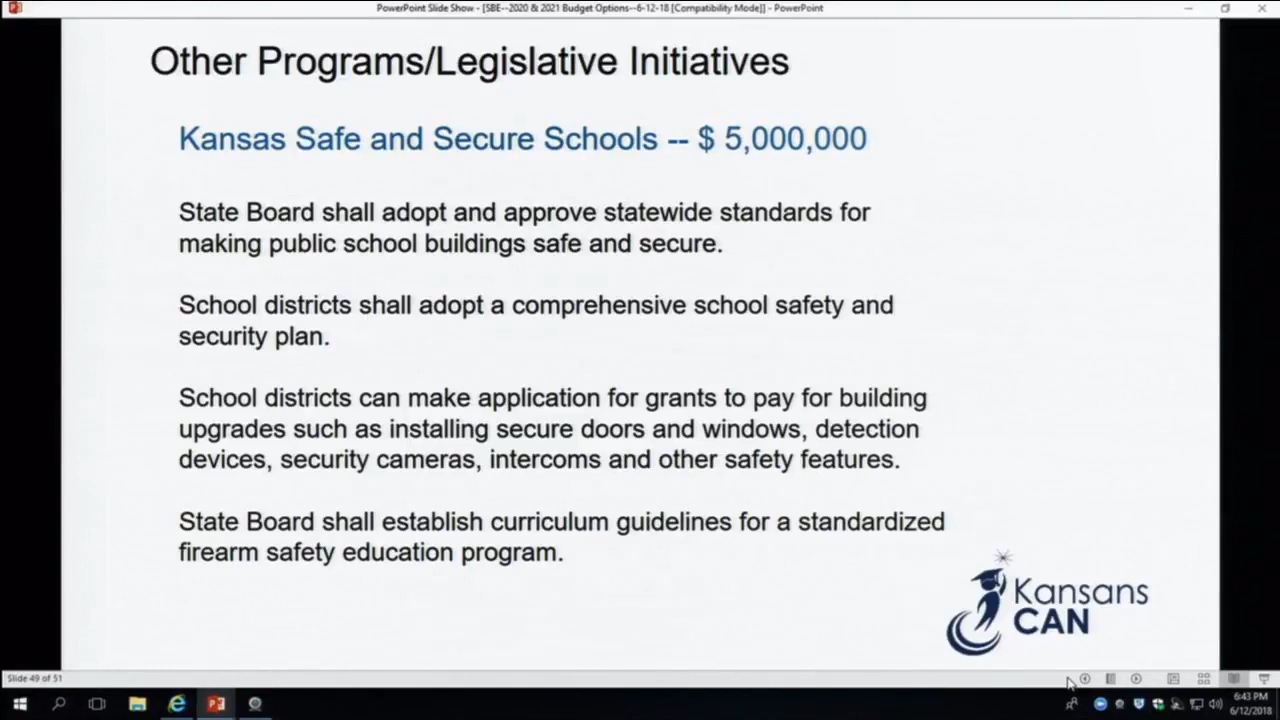 PowerPoint Slide Show - [SBE--2020 & 2021 Budget Options--6-12-18 [Compatibility Mode]] - PowerPoint
Other Programs/Legislative Initiatives
Kansas Safe and Secure Schools -- $ 5,000,000
State Board shall adopt and approve statewide standards for
making public school buildings safe and secure.
School districts shall adopt a comprehensive school safety and
security plan.
School districts can make application for grants to pay for building
upgrades such as installing secure doors and windows, detection
devices, security cameras, intercoms and other safety features.
State Board shall establish curriculum guidelines for a standardized
firearm safety education program.
Kansans
CAN
Slide 49 of 51
6:43 PM
6/12/2018